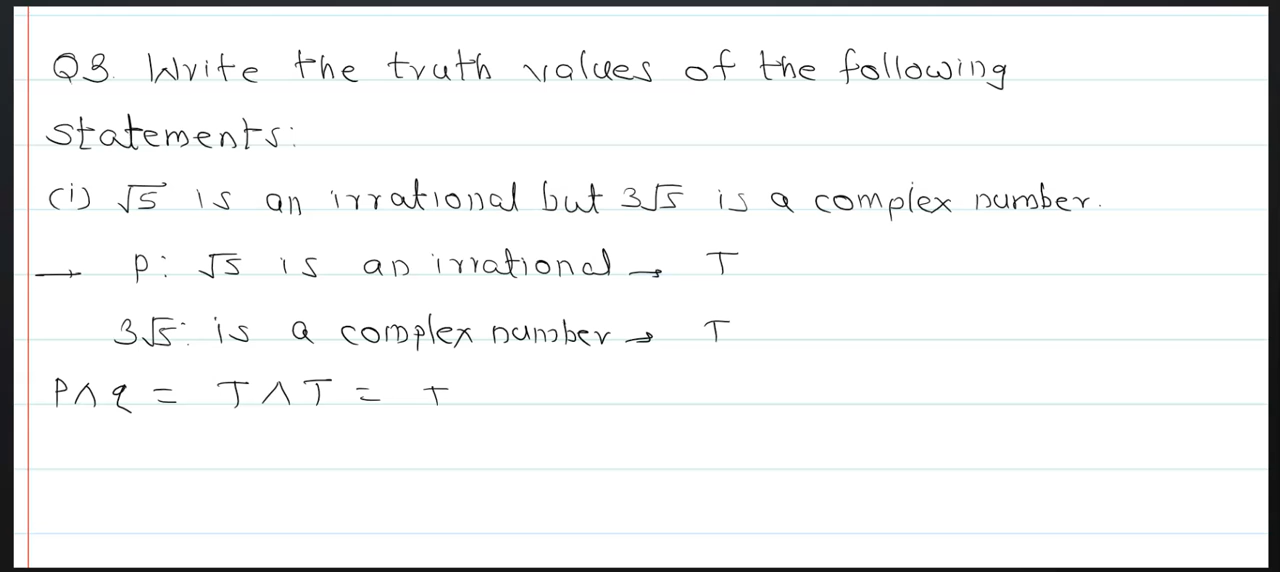 Q3. Write the truth values of the following
statements:
(i) √5 is an irrational but 3√5 is a complex number.
→ p: √5 is an irrational → T
3√5: is a complex number → T
P∧q = T∧T = T